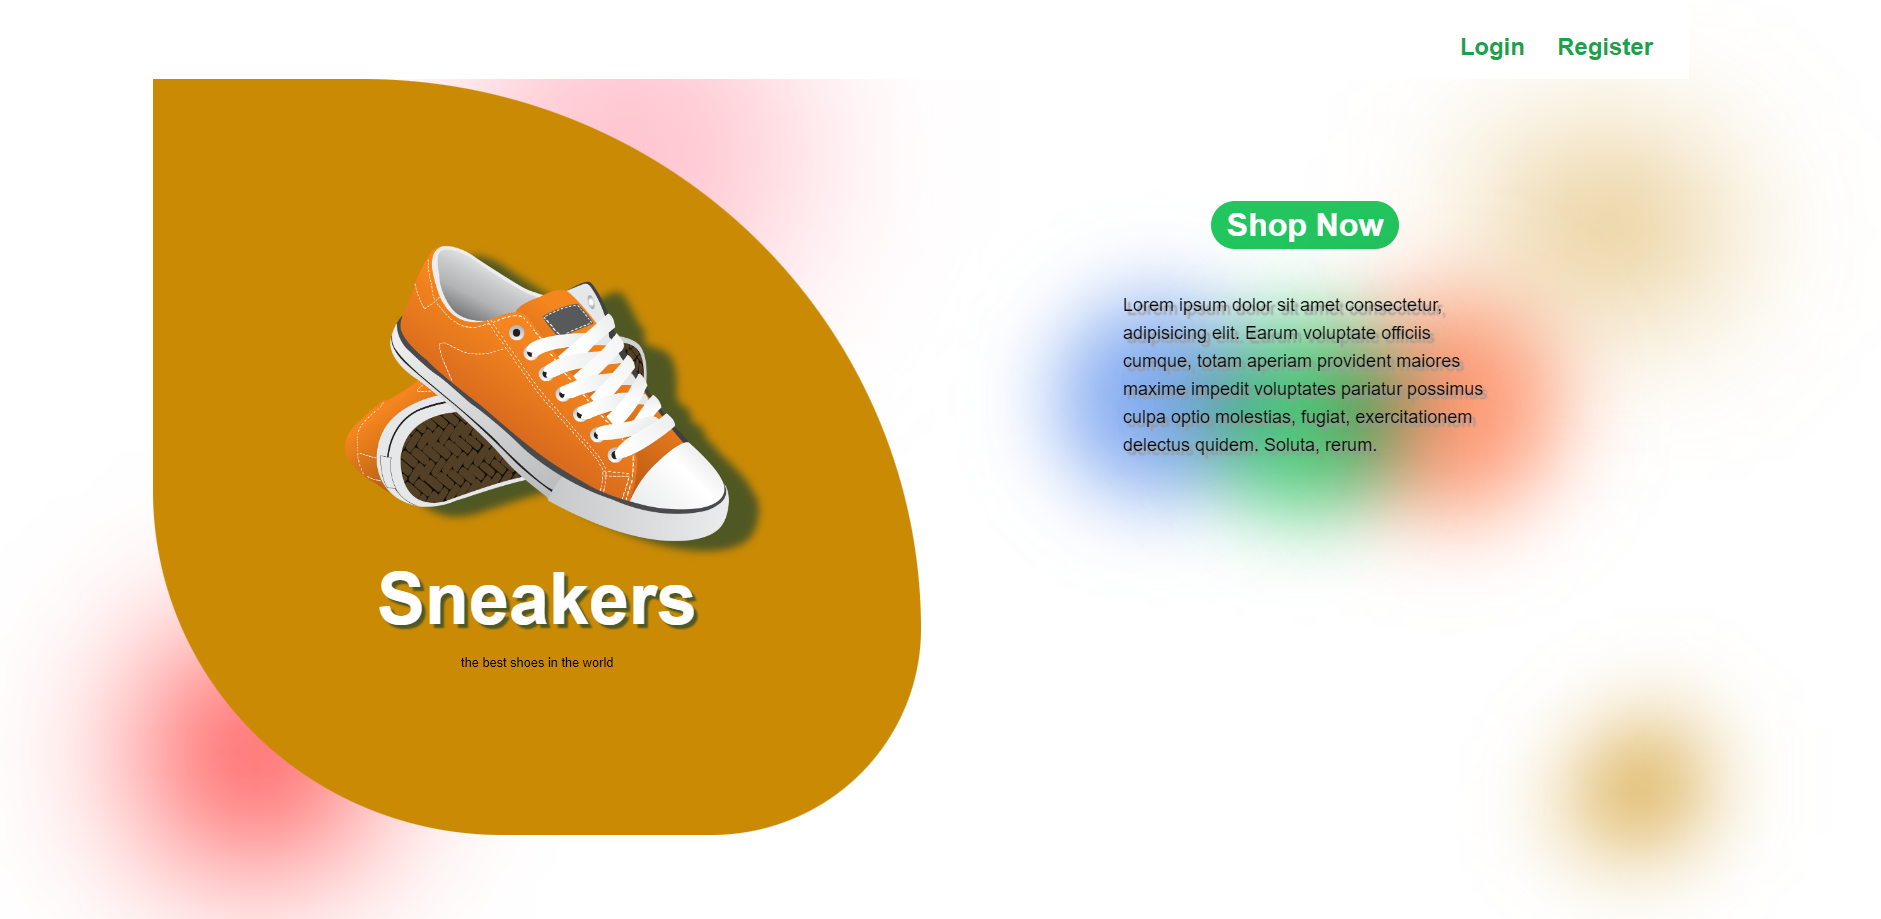 Login Register
Shop Now
Lorem ipsum dolor sit amet consectetur,
adipisicing elit. Earum voluptate officiis
cumque, totam aperiam provident maiores
maxime impedit voluptates pariatur possimus
culpa optio molestias, fugiat, exercitationem
delectus quidem. Soluta, rerum.
Sneakers
the best shoes in the world